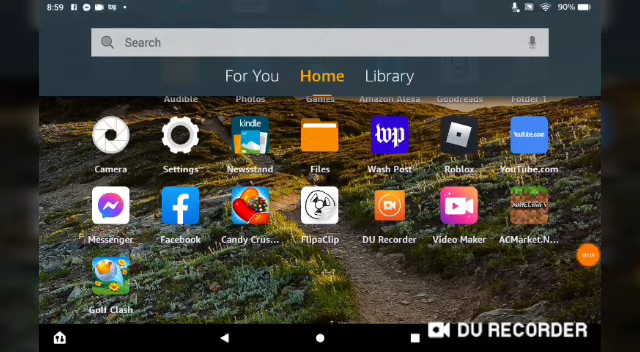 8:59
90%
Search
For You Home Library
Audible Photos Games Amazon Alexa Goodreads Folder 1
kindle wp YouTube.com
Camera Settings Newsstand Files Wash Post Roblox YouTube.com
MINECRAFT
Messenger Facebook Candy Crus... FlipaClip DU Recorder Video Maker ACMarket.N...
Golf Clash
DU RECORDER